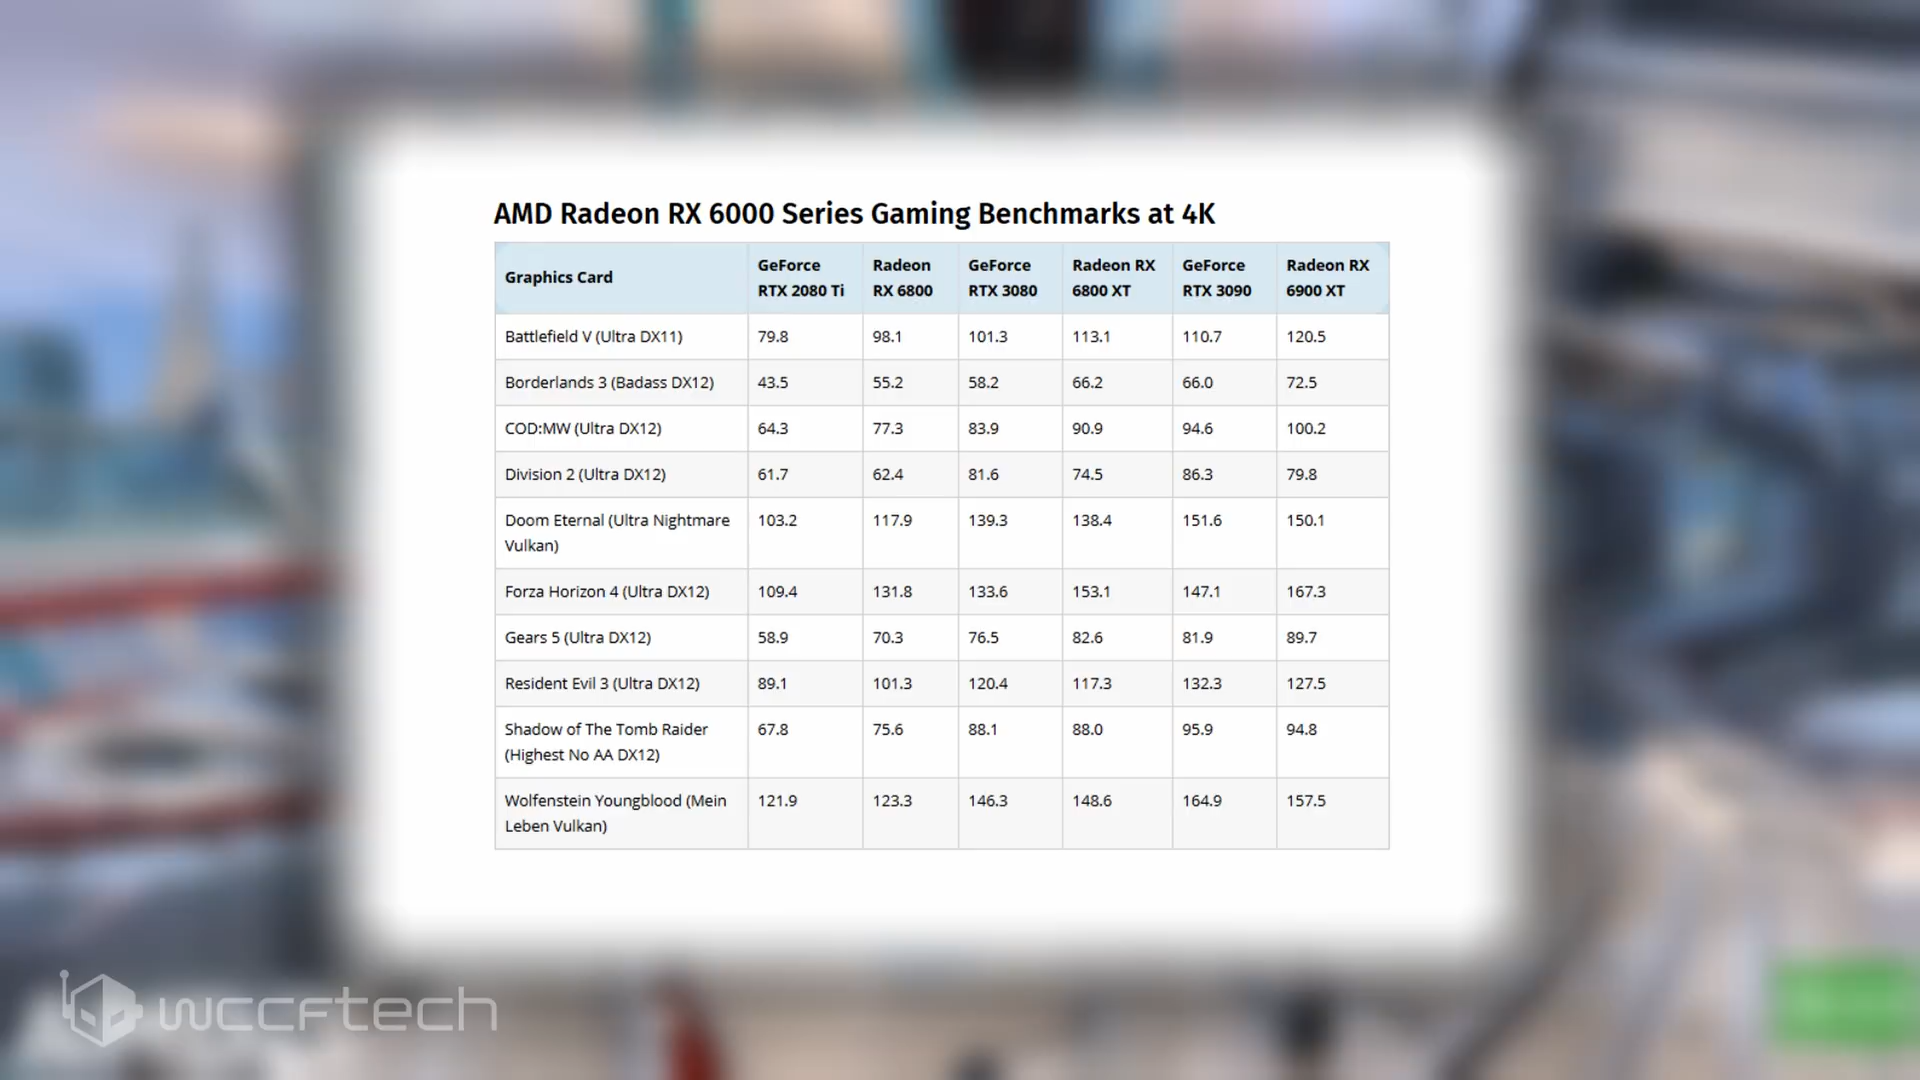 AMD Radeon RX 6000 Series Gaming Benchmarks at 4K
Graphics Card GeForce RTX 2080 Ti Radeon RX 6800 GeForce RTX 3080 Radeon RX 6800 XT GeForce RTX 3090 Radeon RX 6900 XT
Battlefield V (Ultra DX11) 79.8 98.1 101.3 113.1 110.7 120.5
Borderlands 3 (Badass DX12) 43.5 55.2 58.2 66.2 66.0 72.5
COD:MW (Ultra DX12) 64.3 77.3 83.9 90.9 94.6 100.2
Division 2 (Ultra DX12) 61.7 62.4 81.6 74.5 86.3 79.8
Doom Eternal (Ultra Nightmare Vulkan) 103.2 117.9 139.3 138.4 151.6 150.1
Forza Horizon 4 (Ultra DX12) 109.4 131.8 133.6 153.1 147.1 167.3
Gears 5 (Ultra DX12) 58.9 70.3 76.5 82.6 81.9 89.7
Resident Evil 3 (Ultra DX12) 89.1 101.3 120.4 117.3 132.3 127.5
Shadow of The Tomb Raider (Highest No AA DX12) 67.8 75.6 88.1 88.0 95.9 94.8
Wolfenstein Youngblood (Mein Leben Vulkan) 121.9 123.3 146.3 148.6 164.9 157.5
wccftech